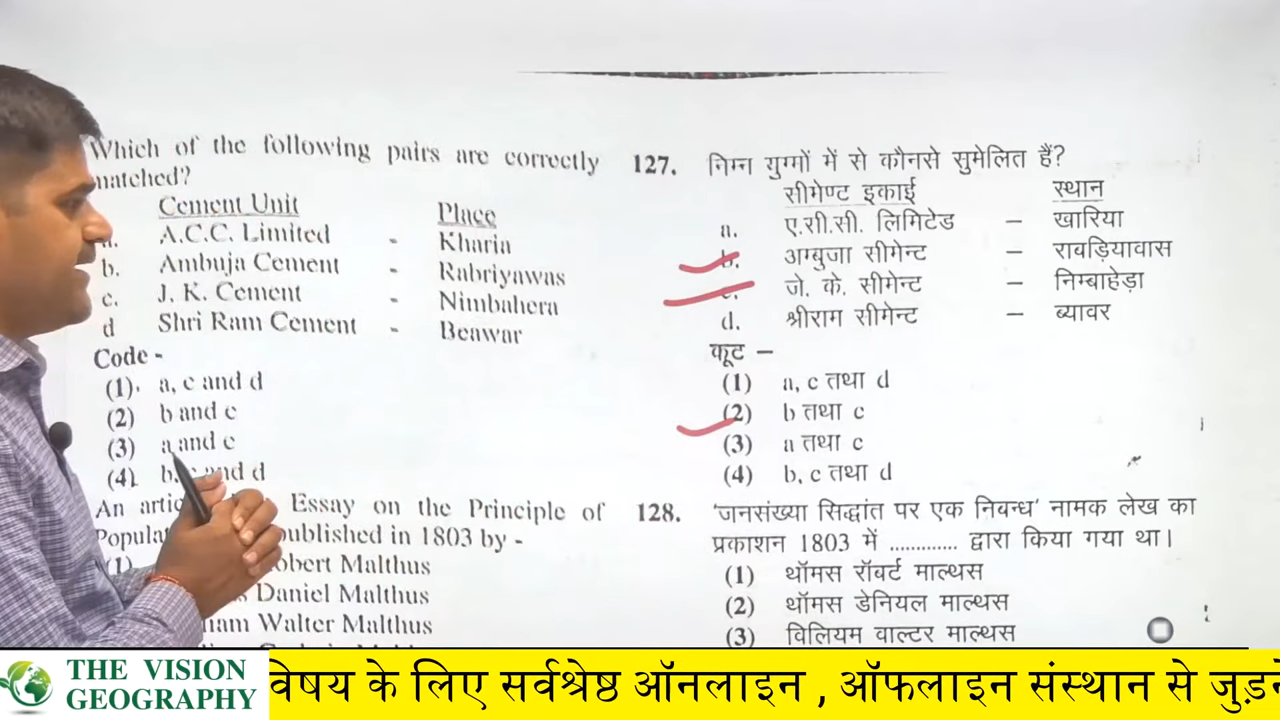 Which of the following pairs are correctly
matched?
Cement Unit Place
a. A.C.C. Limited - Kharia
b. Ambuja Cement - Rabriyawas
c. J. K. Cement - Nimbahera
d Shri Ram Cement - Beawar
Code -
(1). a, c and d
(2) b and c
(3) a and c
(4). b, c and d
Essay on the Principle of
published in 1803 by -
(1) Robert Malthus
Daniel Malthus
Walter Malthus
127. निम्न युग्मों में से कौनसे सुमेलित हैं?
सीमेण्ट इकाई स्थान
a. ए.सी.सी. लिमिटेड – खारिया
b. अम्बुजा सीमेन्ट – रावड़ियावास
c. जे. के. सीमेन्ट – निम्बाहेड़ा
d. श्रीराम सीमेन्ट – ब्यावर
कूट –
(1) a, c तथा d
(2) b तथा c
(3) a तथा c
(4) b, c तथा d
128. 'जनसंख्या सिद्धांत पर एक निबन्ध' नामक लेख का
प्रकाशन 1803 में ............. द्वारा किया गया था।
(1) थॉमस रॉबर्ट माल्थस
(2) थॉमस डेनियल माल्थस
(3) विलियम वाल्टर माल्थस
THE VISION
GEOGRAPHY
विषय के लिए सर्वश्रेष्ठ ऑनलाइन , ऑफलाइन संस्थान से जुड़ने